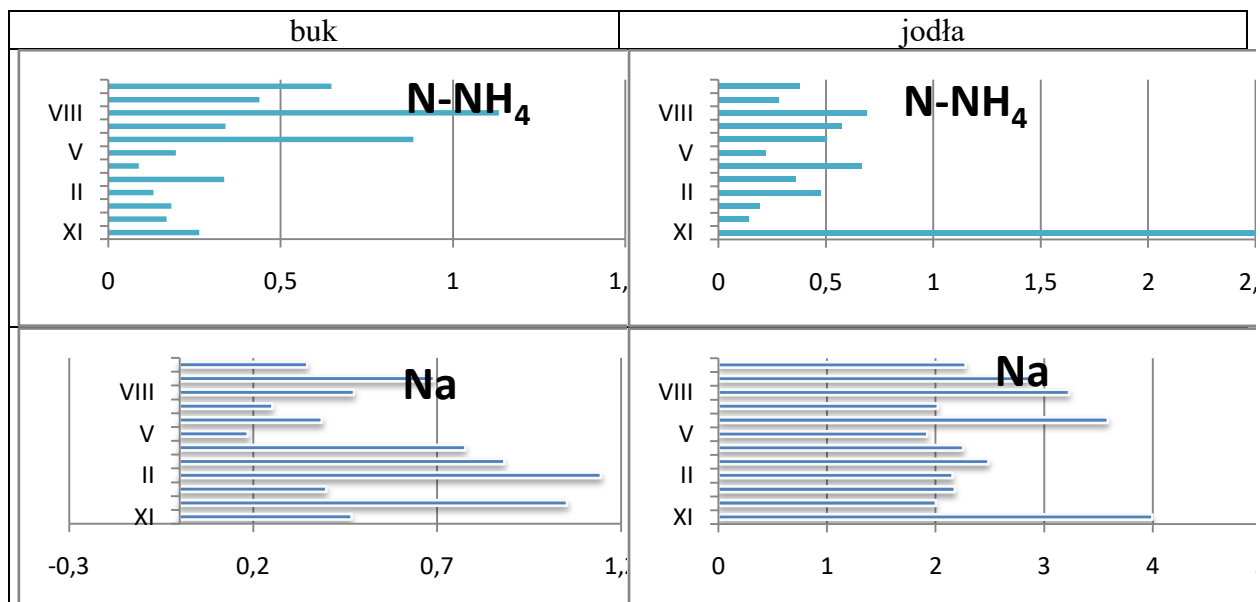 buk
jodła
N-NH₄
VIII
V
II
XI
0 0,5 1 1,
N-NH₄
VIII
V
II
XI
0 0,5 1 1,5 2 2,
Na
VIII
V
II
XI
-0,3 0,2 0,7
Na
VIII
V
II
XI
0 1 2 3 4